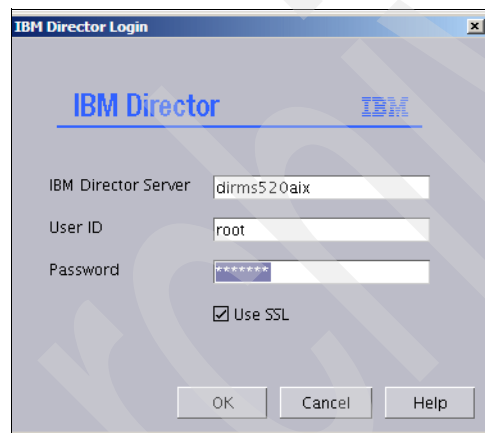 IBM Director Login
IBM Director IBM
IBM Director Server dirms520aix
User ID root
Password *******
Use SSL
OK Cancel Help